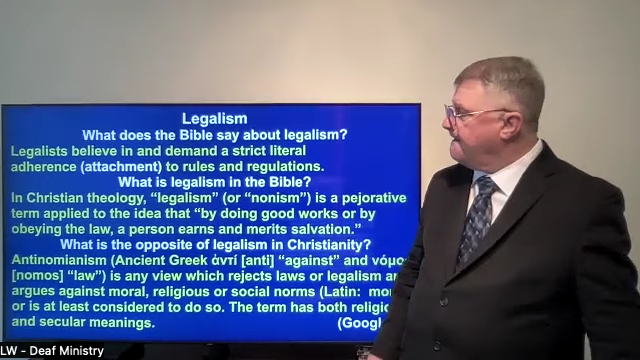 Legalism
What does the Bible say about legalism?
Legalists believe in and demand a strict literal
adherence (attachment) to rules and regulations.
What is legalism in the Bible?
In Christian theology, “legalism” (or “nonism”) is a pejorative
term applied to the idea that “by doing good works or by
obeying the law, a person earns and merits salvation.”
What is the opposite of legalism in Christianity?
Antinomianism (Ancient Greek ἀντί [anti] “against” and νόμο
[nomos] “law”) is any view which rejects laws or legalism
argues against moral, religious or social norms (Latin:
or is at least considered to do so. The term has both
and secular meanings. (Googl
LW - Deaf Ministry